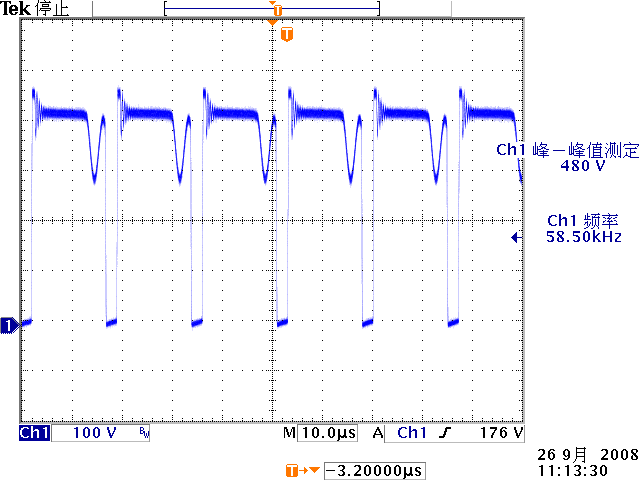 Tek 停止
T
T
Ch1 峰－峰值测定
480 V
Ch1 频率
58.50kHz
1
Ch1 100 V BW M 10.0µs A Ch1 176 V
26 9月 2008
11:13:30
T −3.20000µs